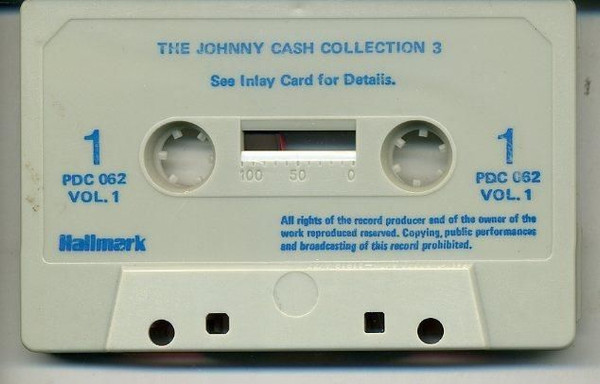 THE JOHNNY CASH COLLECTION 3
See Inlay Card for Details.
1
PDC 062
VOL. 1
100 50 0
1
PDC 062
VOL. 1
Hallmark
All rights of the record producer and of the owner of the
work reproduced reserved. Copying, public performances
and broadcasting of this record prohibited.